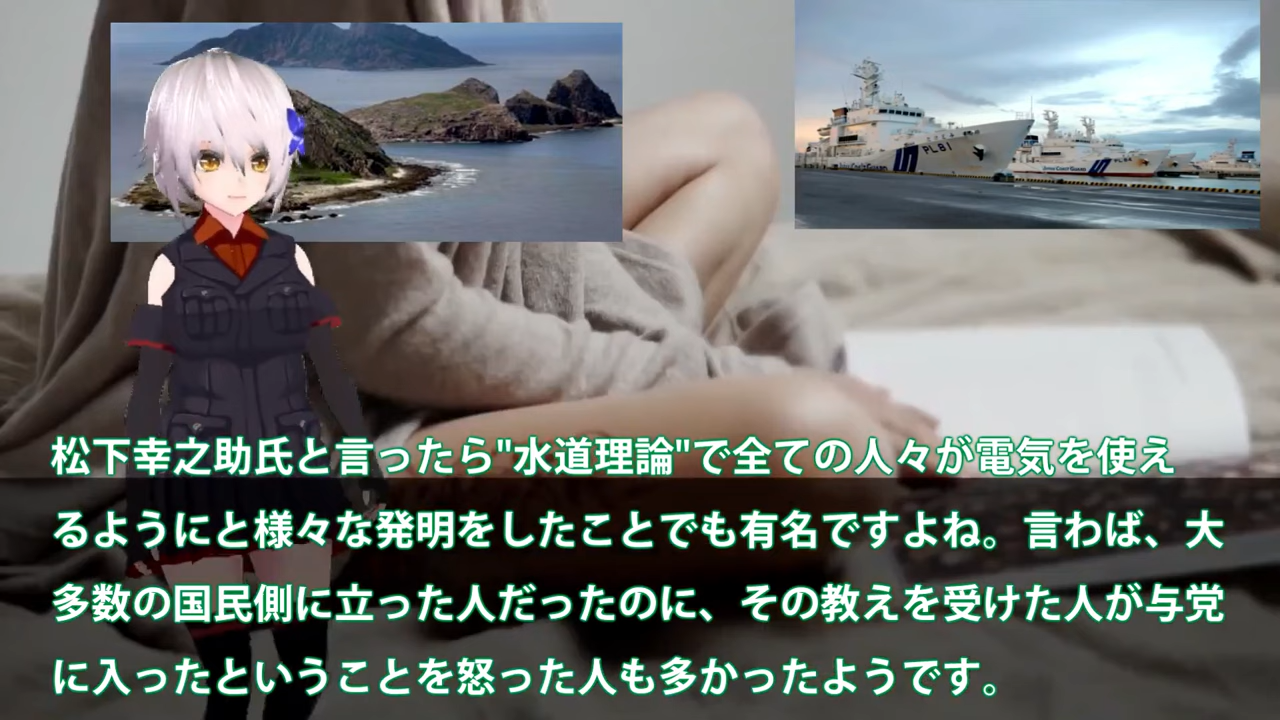 PL81
JAPAN COAST GUARD
松下幸之助氏と言ったら"水道理論"で全ての人々が電気を使え
るようにと様々な発明をしたことでも有名ですよね。言わば、大
多数の国民側に立った人だったのに、その教えを受けた人が与党
に入ったということを怒った人も多かったようです。